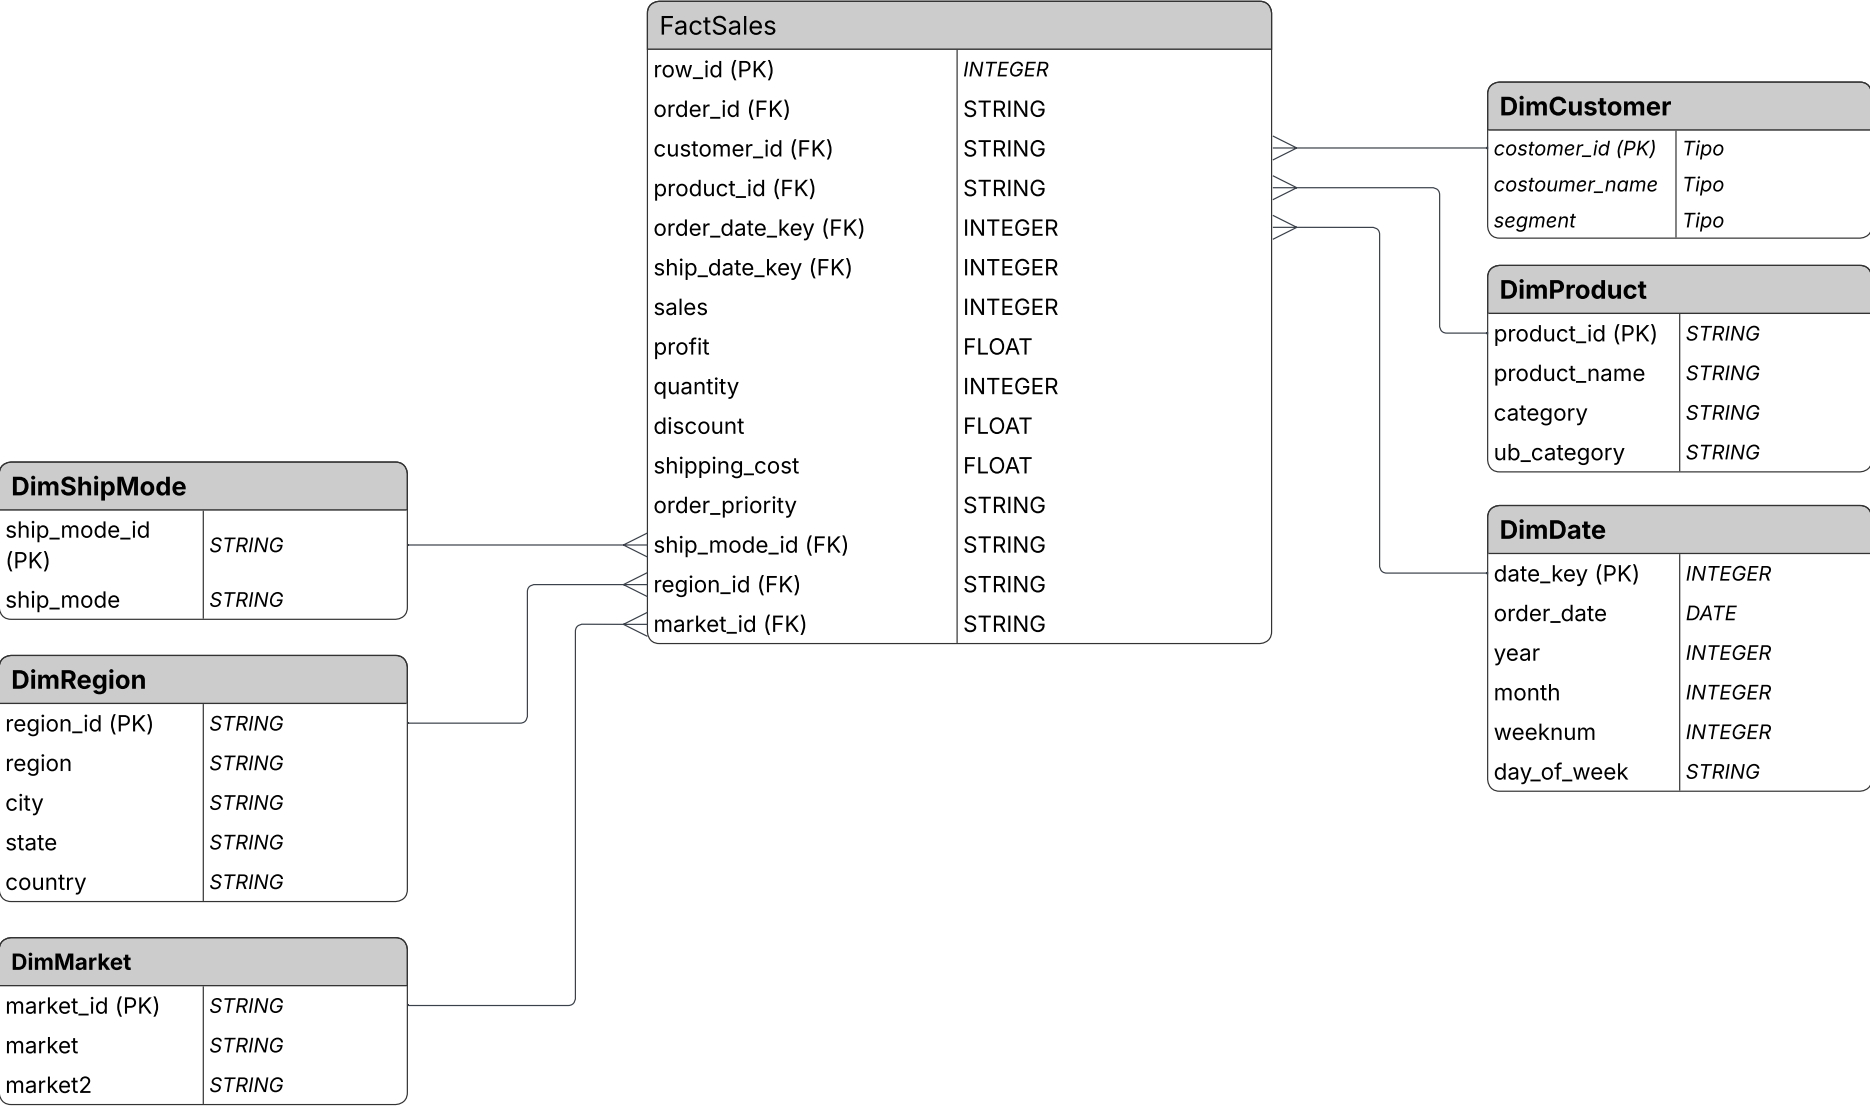 FactSales
row_id (PK) INTEGER
order_id (FK) STRING
customer_id (FK) STRING
product_id (FK) STRING
order_date_key (FK) INTEGER
ship_date_key (FK) INTEGER
sales INTEGER
profit FLOAT
quantity INTEGER
discount FLOAT
shipping_cost FLOAT
order_priority STRING
ship_mode_id (FK) STRING
region_id (FK) STRING
market_id (FK) STRING
DimCustomer
costomer_id (PK) Tipo
costoumer_name Tipo
segment Tipo
DimProduct
product_id (PK) STRING
product_name STRING
category STRING
ub_category STRING
DimDate
date_key (PK) INTEGER
order_date DATE
year INTEGER
month INTEGER
weeknum INTEGER
day_of_week STRING
DimShipMode
ship_mode_id
(PK) STRING
ship_mode STRING
DimRegion
region_id (PK) STRING
region STRING
city STRING
state STRING
country STRING
DimMarket
market_id (PK) STRING
market STRING
market2 STRING